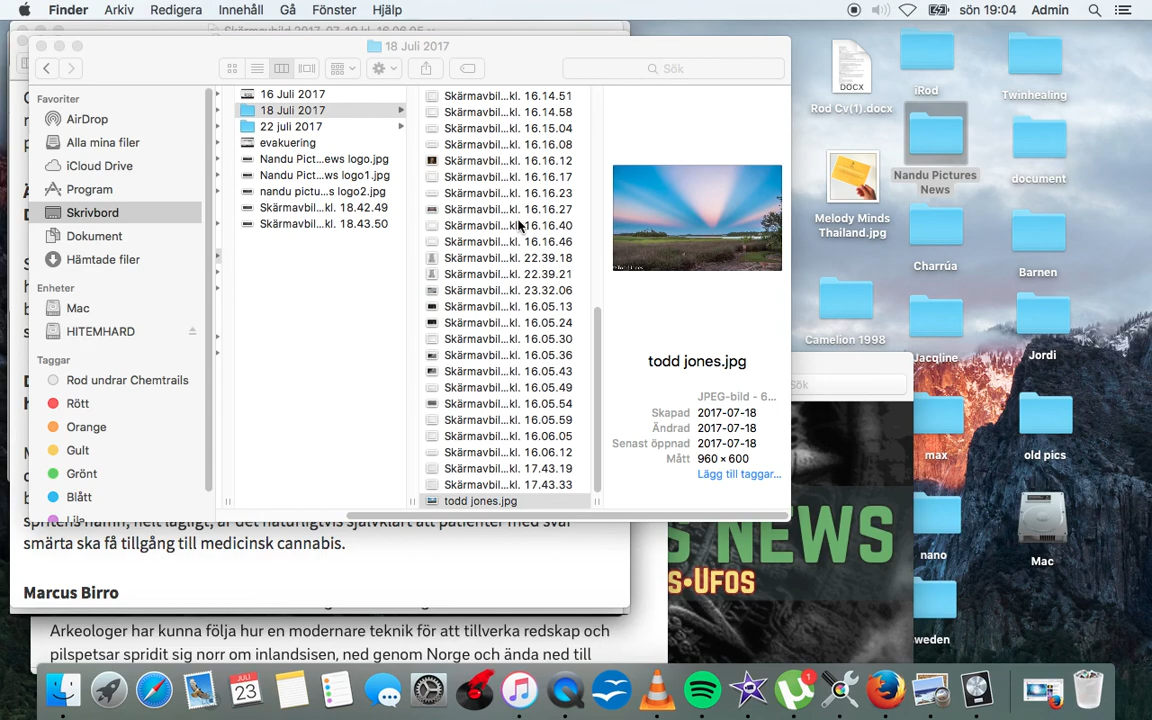 Finder Arkiv Redigera Innehåll Gå Fönster Hjälp sön 19:04 Admin
18 Juli 2017
Sök
Favoriter
AirDrop
Alla mina filer
iCloud Drive
Program
Skrivbord
Dokument
Hämtade filer
Enheter
Mac
HITEMHARD
Taggar
Rod undrar Chemtrails
Rött
Orange
Gult
Grönt
Blått
16 Juli 2017
18 Juli 2017
22 juli 2017
evakuering
Nandu Pict...ews logo.jpg
Nandu Pict...ws logo1.jpg
nandu pictu...s logo2.jpg
Skärmavbil...kl. 18.42.49
Skärmavbil...kl. 18.43.50
Skärmavbil...kl. 16.14.51
Skärmavbil...kl. 16.14.58
Skärmavbil...kl. 16.15.04
Skärmavbil...kl. 16.16.08
Skärmavbil...kl. 16.16.12
Skärmavbil...kl. 16.16.17
Skärmavbil...kl. 16.16.23
Skärmavbil...kl. 16.16.27
Skärmavbil...kl. 16.16.40
Skärmavbil...kl. 16.16.46
Skärmavbil...kl. 22.39.18
Skärmavbil...kl. 22.39.21
Skärmavbil...kl. 23.32.06
Skärmavbil...kl. 16.05.13
Skärmavbil...kl. 16.05.24
Skärmavbil...kl. 16.05.30
Skärmavbil...kl. 16.05.36
Skärmavbil...kl. 16.05.43
Skärmavbil...kl. 16.05.49
Skärmavbil...kl. 16.05.54
Skärmavbil...kl. 16.05.59
Skärmavbil...kl. 16.06.05
Skärmavbil...kl. 16.06.12
Skärmavbil...kl. 17.43.19
Skärmavbil...kl. 17.43.33
todd jones.jpg
todd jones.jpg
JPEG-bild - 6...
Skapad 2017-07-18
Ändrad 2017-07-18
Senast öppnad 2017-07-18
Mått 960 × 600
Lägg till taggar...
smärta ska få tillgång till medicinsk cannabis.
Marcus Birro
Arkeologer har kunna följa hur en modernare teknik för att tillverka redskap och
pilspetsar spridit sig norr om inlandsisen, ned genom Norge och ända ned till
Sök
S NEWS
S•UFOS
DOCX
Rod Cv(1).docx
iRod
Twinhealing
Nandu Pictures
News
document
Melody Minds
Thailand.jpg
Charrúa
Barnen
Camelion 1998
Jacqline
Jordi
max
old pics
nano
Mac
weden
JULI
23
1